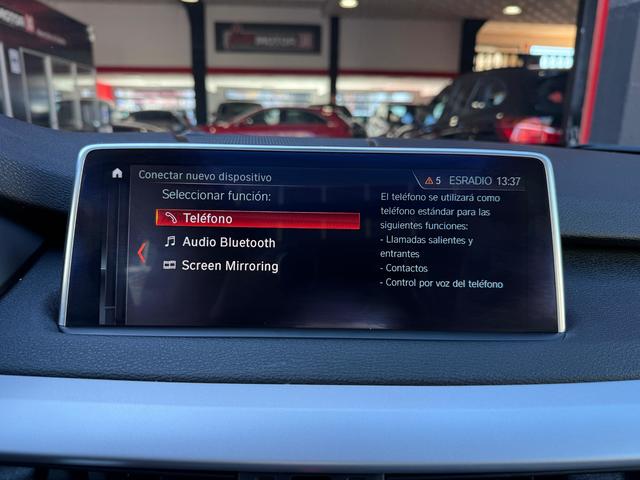 Conectar nuevo dispositivo
5 ESRADIO 13:37
Seleccionar función:
Teléfono
Audio Bluetooth
Screen Mirroring
El teléfono se utilizará como
teléfono estándar para las
siguientes funciones:
- Llamadas salientes y
entrantes
- Contactos
- Control por voz del teléfono